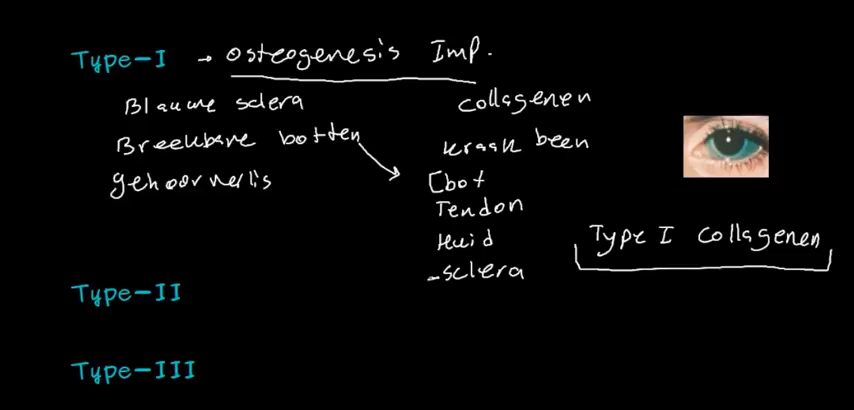 Type-I → Osteogenesis Imp.
Blauwe sclera
Breekbare botten
gehoorverlis
collagenen
kraakbeen
[bot
Tendon
Huid
-sclera
Type I collagenen
Type-II
Type-III